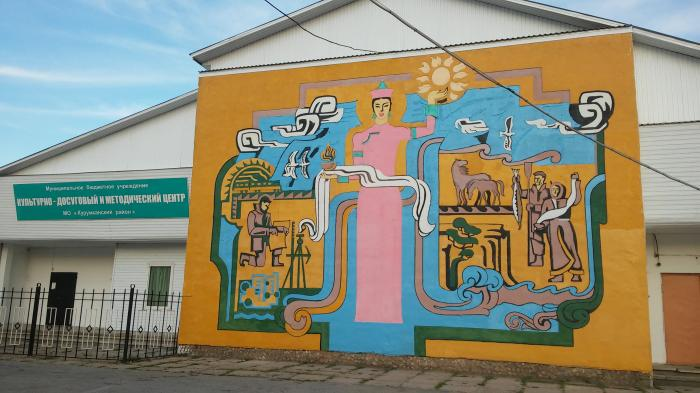 Муниципальное бюджетное учреждение
КУЛЬТУРНО - ДОСУГОВЫЙ И МЕТОДИЧЕСКИЙ ЦЕНТР
МО « Курумканский район »